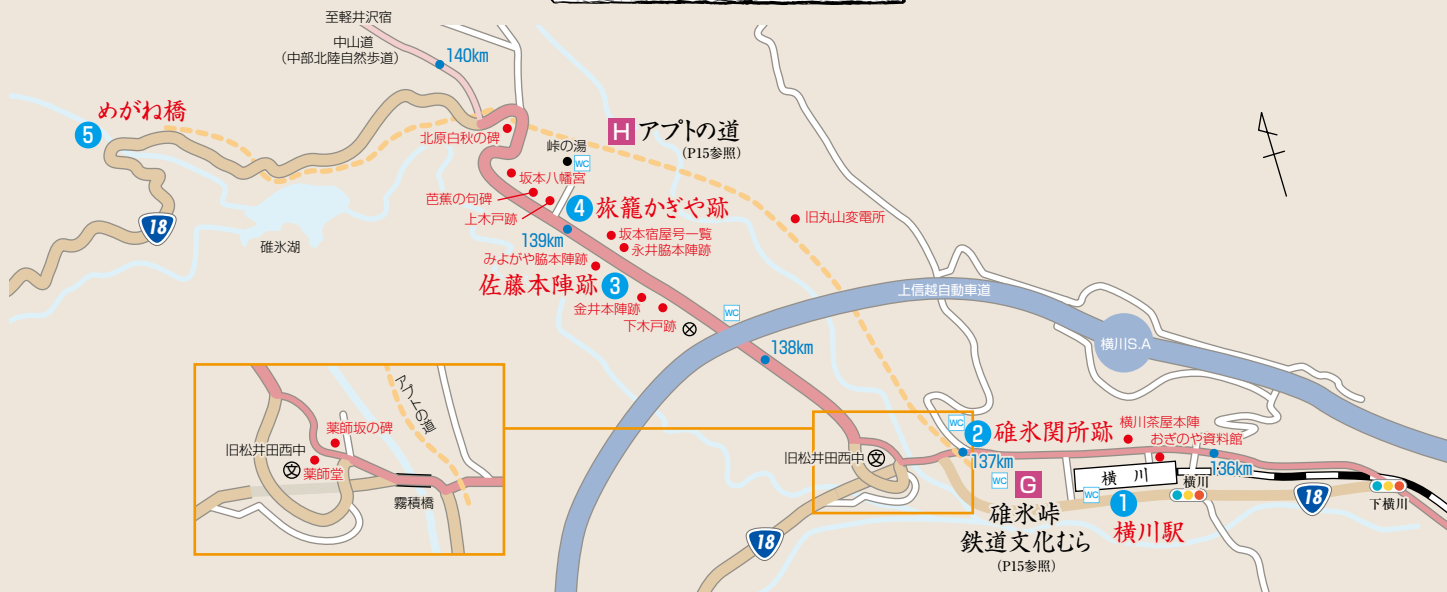 至軽井沢宿
中山道
（中部北陸自然歩道）
140km
めがね橋
5
18
碓氷湖
北原白秋の碑
H アプトの道
（P15参照）
峠の湯
WC
坂本八幡宮
芭蕉の句碑
上木戸跡
4 旅籠かぎや跡
139km
坂本宿屋号一覧
永井脇本陣跡
みよがや脇本陣跡
佐藤本陣跡 3
金井本陣跡
下木戸跡
旧丸山変電所
WC
138km
上信越自動車道
横川S.A
アプトの道
薬師坂の碑
旧松井田西中
文
薬師堂
霧積橋
旧松井田西中
文
18
WC
2 碓氷関所跡
137km
横川茶屋本陣
おぎのや資料館
136km
WC
G
碓氷峠
鉄道文化むら
（P15参照）
横川
横川
WC
1
横川駅
18
下横川